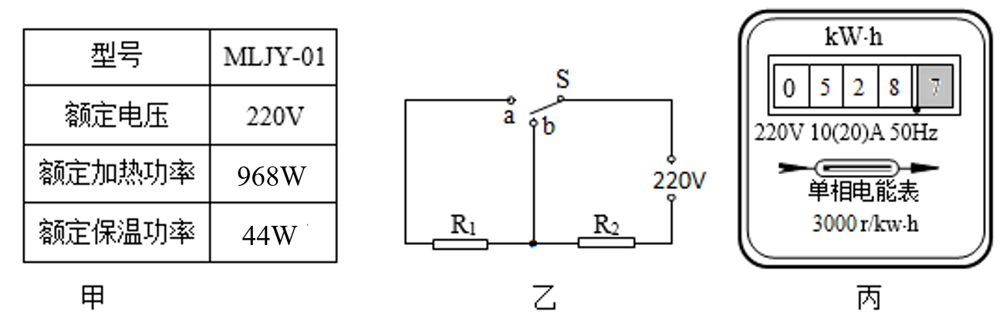 型号 MLJY-01
额定电压 220V
额定加热功率 968W
额定保温功率 44W
甲
S
a
b
220V
R₁ R₂
乙
kW·h
0 5 2 8 7
220V 10(20)A 50Hz
单相电能表
3000 r/kw·h
丙